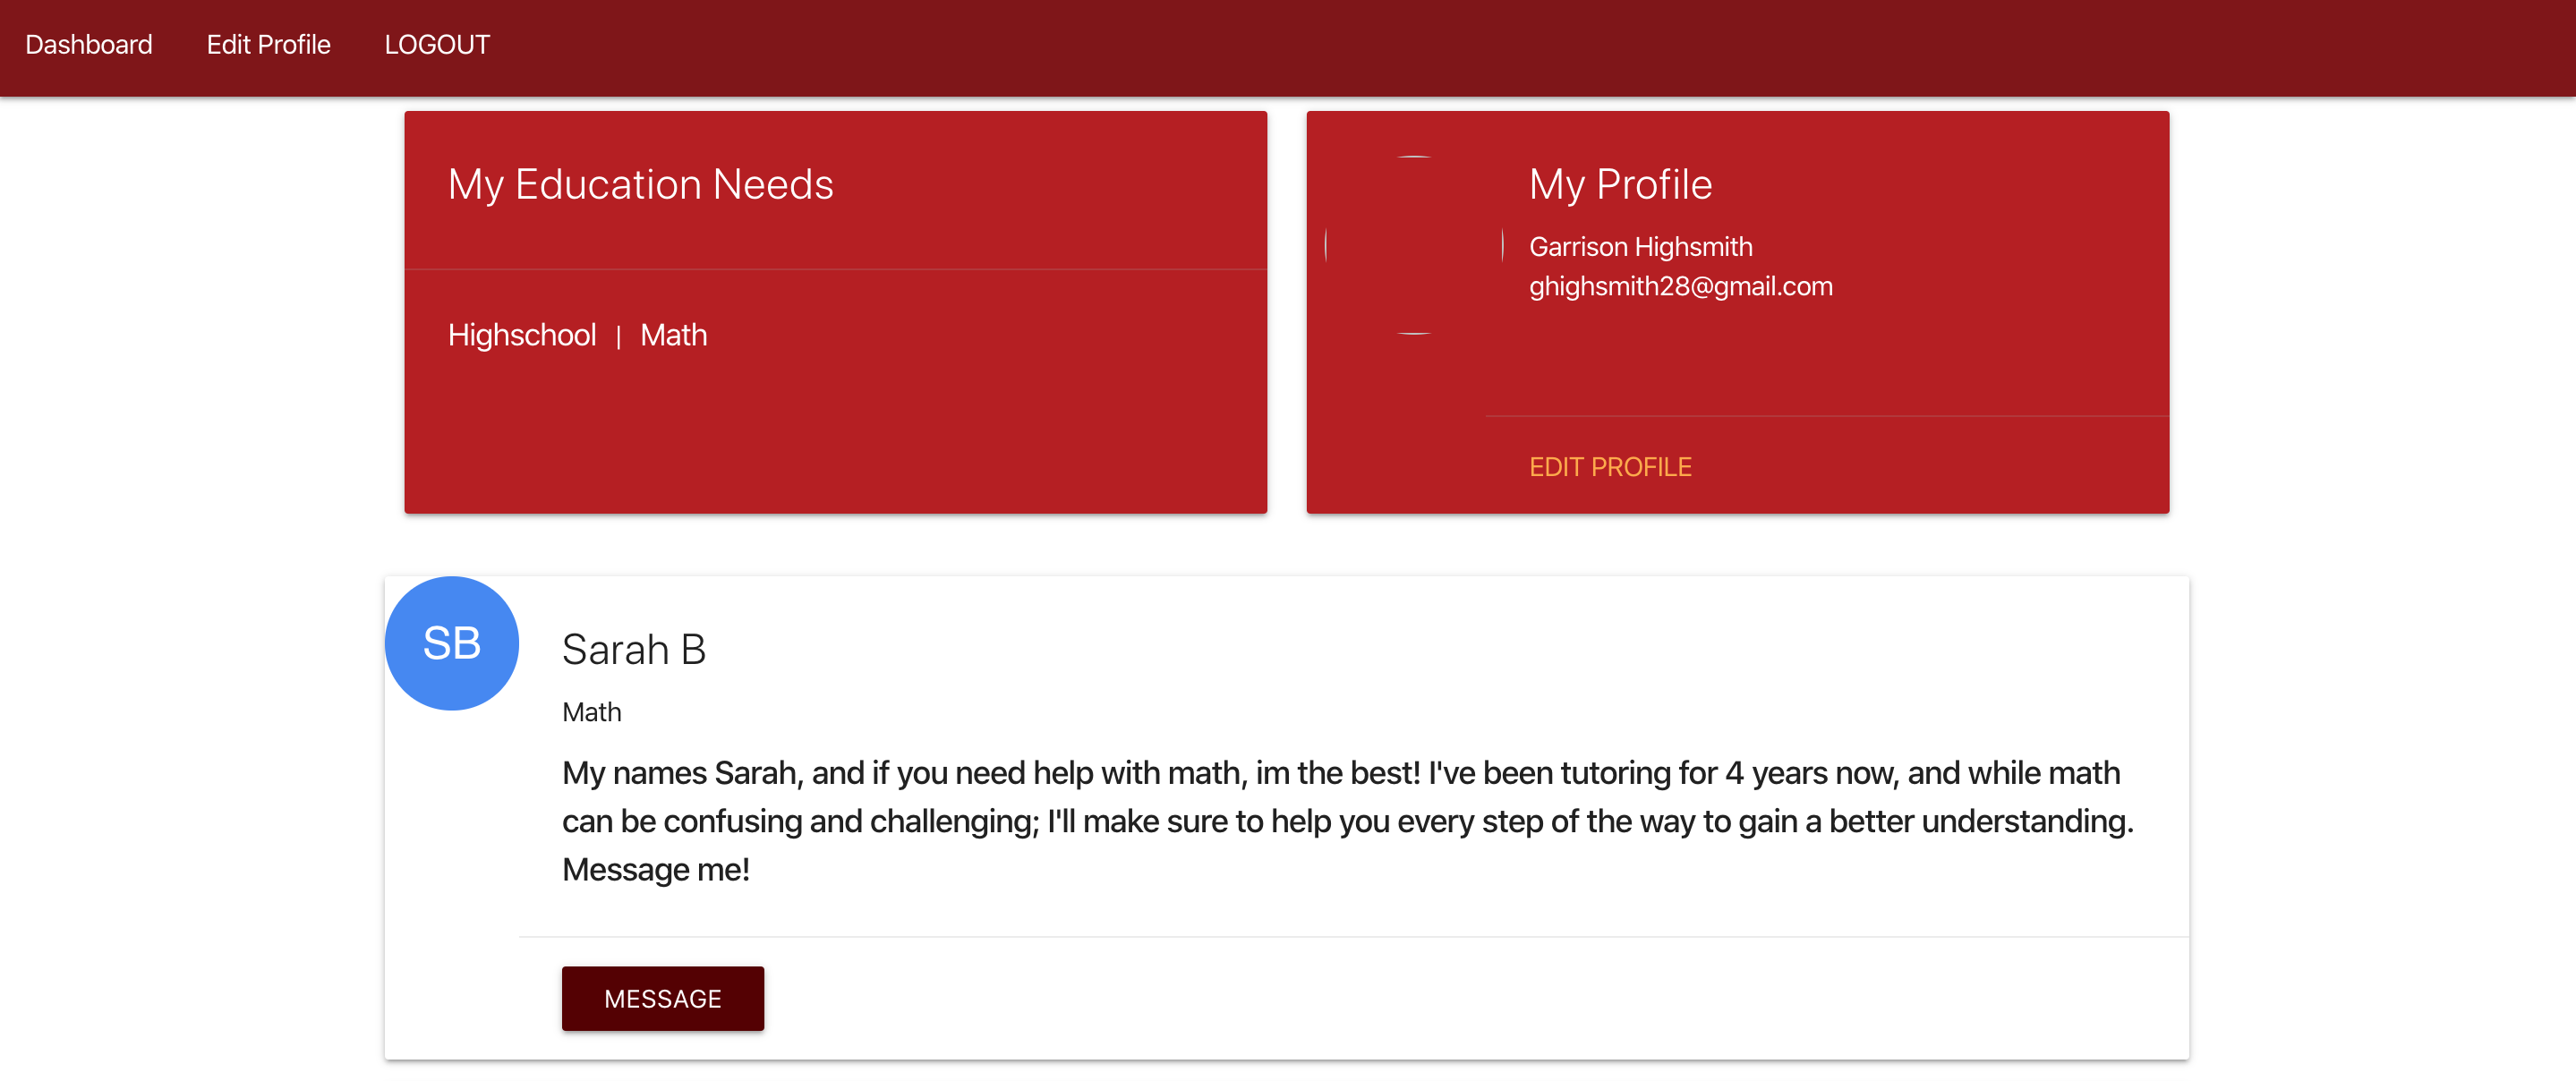 Dashboard Edit Profile LOGOUT
My Education Needs
Highschool | Math
My Profile
Garrison Highsmith
ghighsmith28@gmail.com
EDIT PROFILE
SB
Sarah B
Math
My names Sarah, and if you need help with math, im the best! I've been tutoring for 4 years now, and while math
can be confusing and challenging; I'll make sure to help you every step of the way to gain a better understanding.
Message me!
MESSAGE